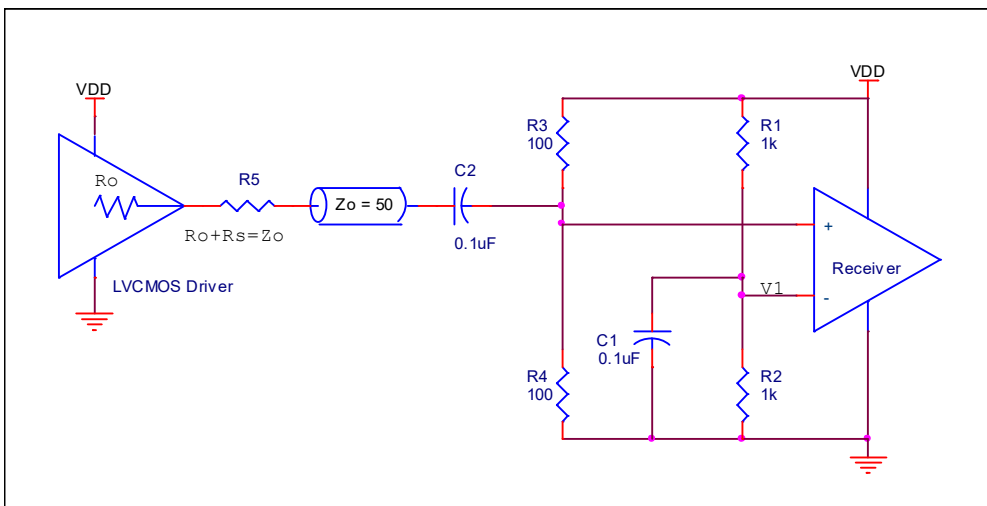 VDD
Ro
R5
Ro+Rs=Zo
LVCMOS Driver
Zo = 50
C2
0.1uF
R3
100
R4
100
VDD
R1
1k
C1
0.1uF
V1
R2
1k
+
-
Receiver